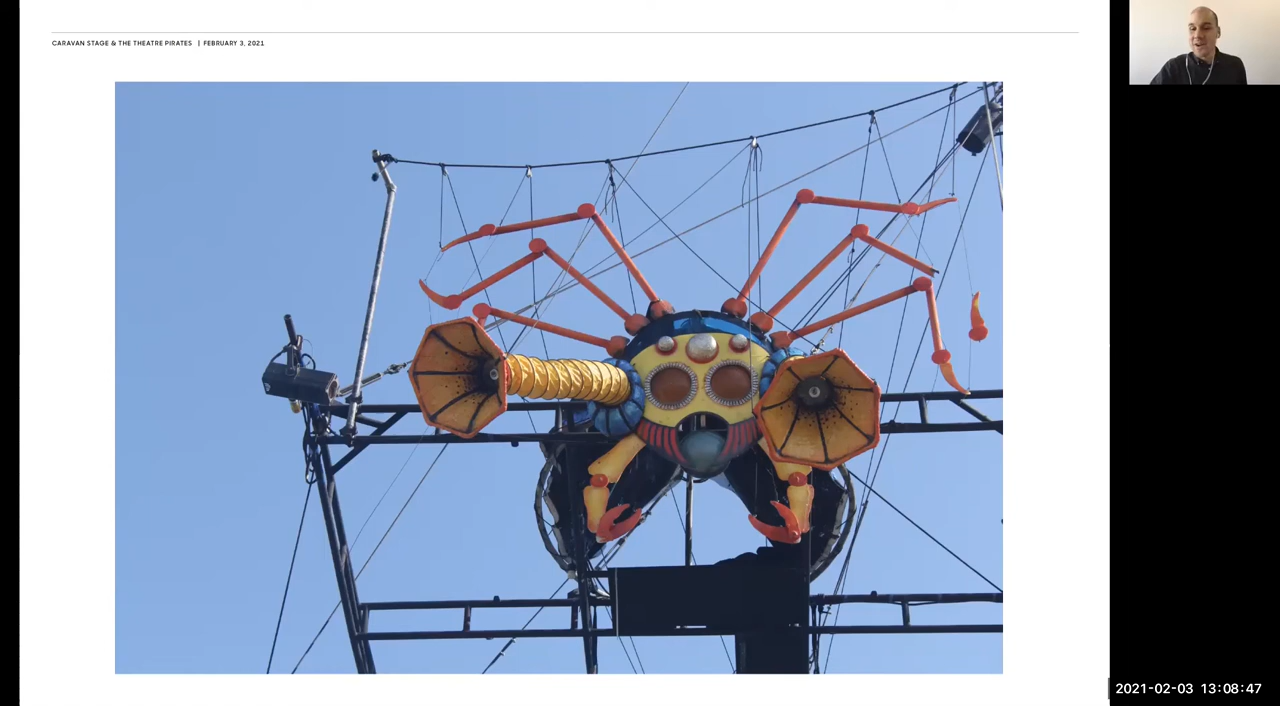 CARAVAN STAGE & THE THEATRE PIRATES | FEBRUARY 3, 2021
2021-02-03 13:08:47